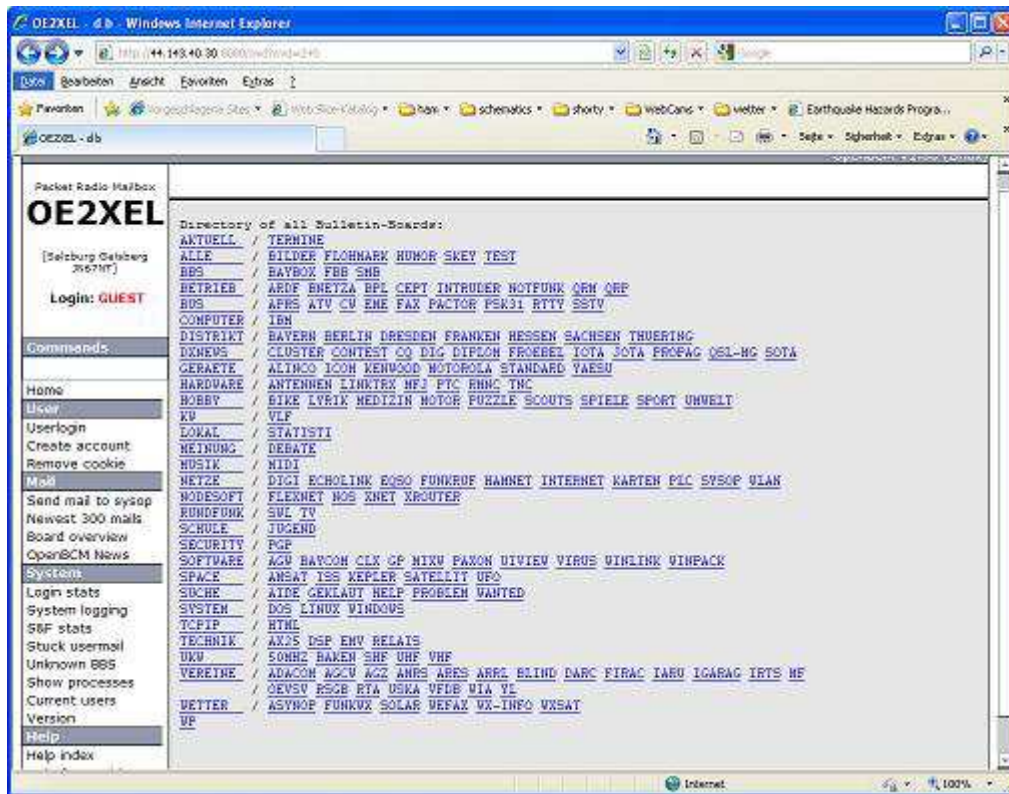 OE2XEL - db - Windows Internet Explorer
Datei Bearbeiten Ansicht Favoriten Extras ?
Favoriten ham schematics shorty WebCams wetter Earthquake Hazards Progra...
OE2XEL - db
Seite Sicherheit Extras
Packet Radio Mailbox
OE2XEL
[Salzburg Gaisberg
JN67NT]
Login: GUEST
Commands
Home
User
Userlogin
Create account
Remove cookie
Mail
Send mail to sysop
Newest 300 mails
Board overview
OpenBCM News
System
Login stats
System logging
S&F stats
Stuck usermail
Unknown BBS
Show processes
Current users
Version
Help
Help index
Directory of all Bulletin-Boards:
AKTUELL / TERMINE
ALLE / BILDER FLOHMARK HUMOR SKEY TEST
BBS / BAYBOX FBB SMB
BETRIEB / ARDF BNETZA BPL CEPT INTRUDER NOTFUNK QRM QRP
BUS / APRS ATV CW EME FAX PACTOR PSK31 RTTY SSTV
COMPUTER / IBM
DISTRIKT / BAYERN BERLIN DRESDEN FRANKEN HESSEN SACHSEN THUERING
DXNEWS / CLUSTER CONTEST CQ DIG DIPLOM FROEBEL IOTA JOTA PROPAG QSL-MG SOTA
GERAETE / ALINCO ICOM KENWOOD MOTOROLA STANDARD YAESU
HARDWARE / ANTENNEN LINKTRX MFJ PTC RMNC TNC
HOBBY / BIKE LYRIK MEDIZIN MOTOR PUZZLE SCOUTS SPIELE SPORT UMWELT
KW / VLF
LOKAL / STATISTI
MEINUNG / DEBATE
MUSIK / MIDI
NETZE / DIGI ECHOLINK EQSO FUNKRUF HAMNET INTERNET KARTEN PLC SYSOP WLAN
NODESOFT / FLEXNET NOS XNET XROUTER
RUNDFUNK / SWL TV
SCHULE / JUGEND
SECURITY / PGP
SOFTWARE / AGW BAYCOM CLX GP MIXW PAXON UIVIEW VIRUS WINLINK WINPACK
SPACE / AMSAT ISS KEPLER SATELLIT UFO
SUCHE / AIDE GEKLAUT HELP PROBLEM WANTED
SYSTEM / DOS LINUX WINDOWS
TCPIP / HTML
TECHNIK / AX25 DSP EMV RELAIS
UKW / 50MHZ BAKEN SHF UHF VHF
VEREINE / ADACOM AGCW AGZ AMRS ARES ARRL BLIND DARC FIRAC IARU IGARAG IRTS MF
/ OEVSV RSGB RTA USKA VFDB WIA YL
WETTER / ASYNOP FUNKWX SOLAR WEFAX WX-INFO WXSAT
WP
Internet
100%